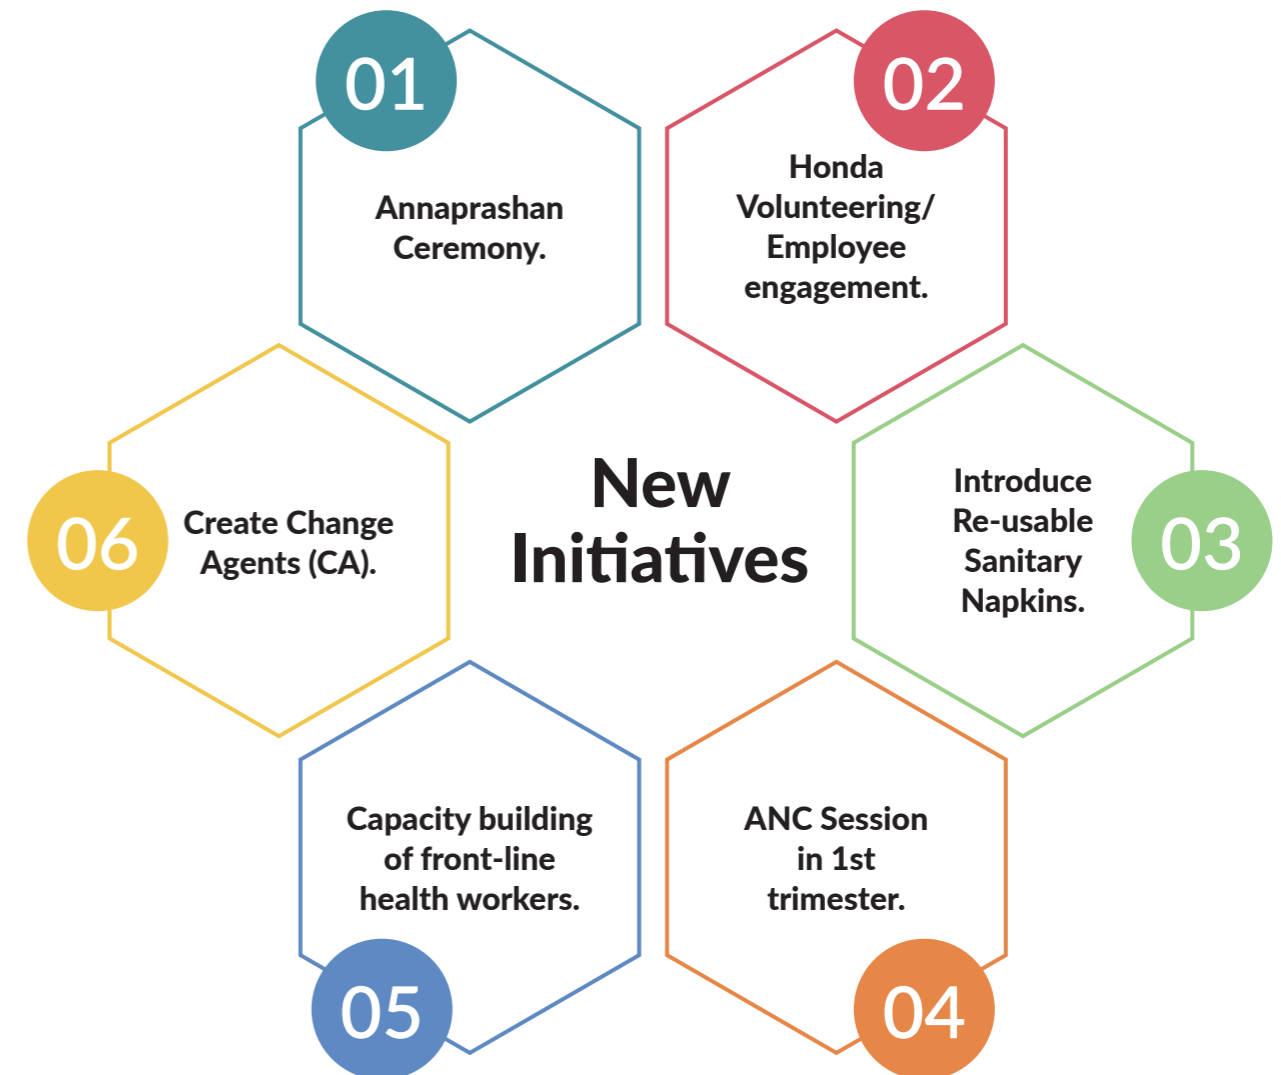 01
Annaprashan
Ceremony.
02
Honda
Volunteering/
Employee
engagement.
New
Initiatives
03
Introduce
Re-usable
Sanitary
Napkins.
04
ANC Session
in 1st
trimester.
05
Capacity building
of front-line
health workers.
06
Create Change
Agents (CA).